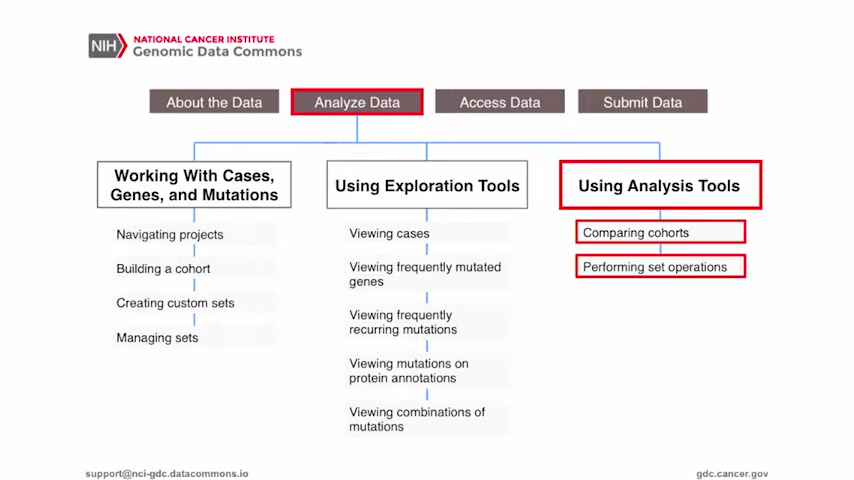 NIH
NATIONAL CANCER INSTITUTE
Genomic Data Commons
About the Data
Analyze Data
Access Data
Submit Data
Working With Cases,
Genes, and Mutations
Navigating projects
Building a cohort
Creating custom sets
Managing sets
Using Exploration Tools
Viewing cases
Viewing frequently mutated
genes
Viewing frequently
recurring mutations
Viewing mutations on
protein annotations
Viewing combinations of
mutations
Using Analysis Tools
Comparing cohorts
Performing set operations
support@nci-gdc.datacommons.io
gdc.cancer.gov